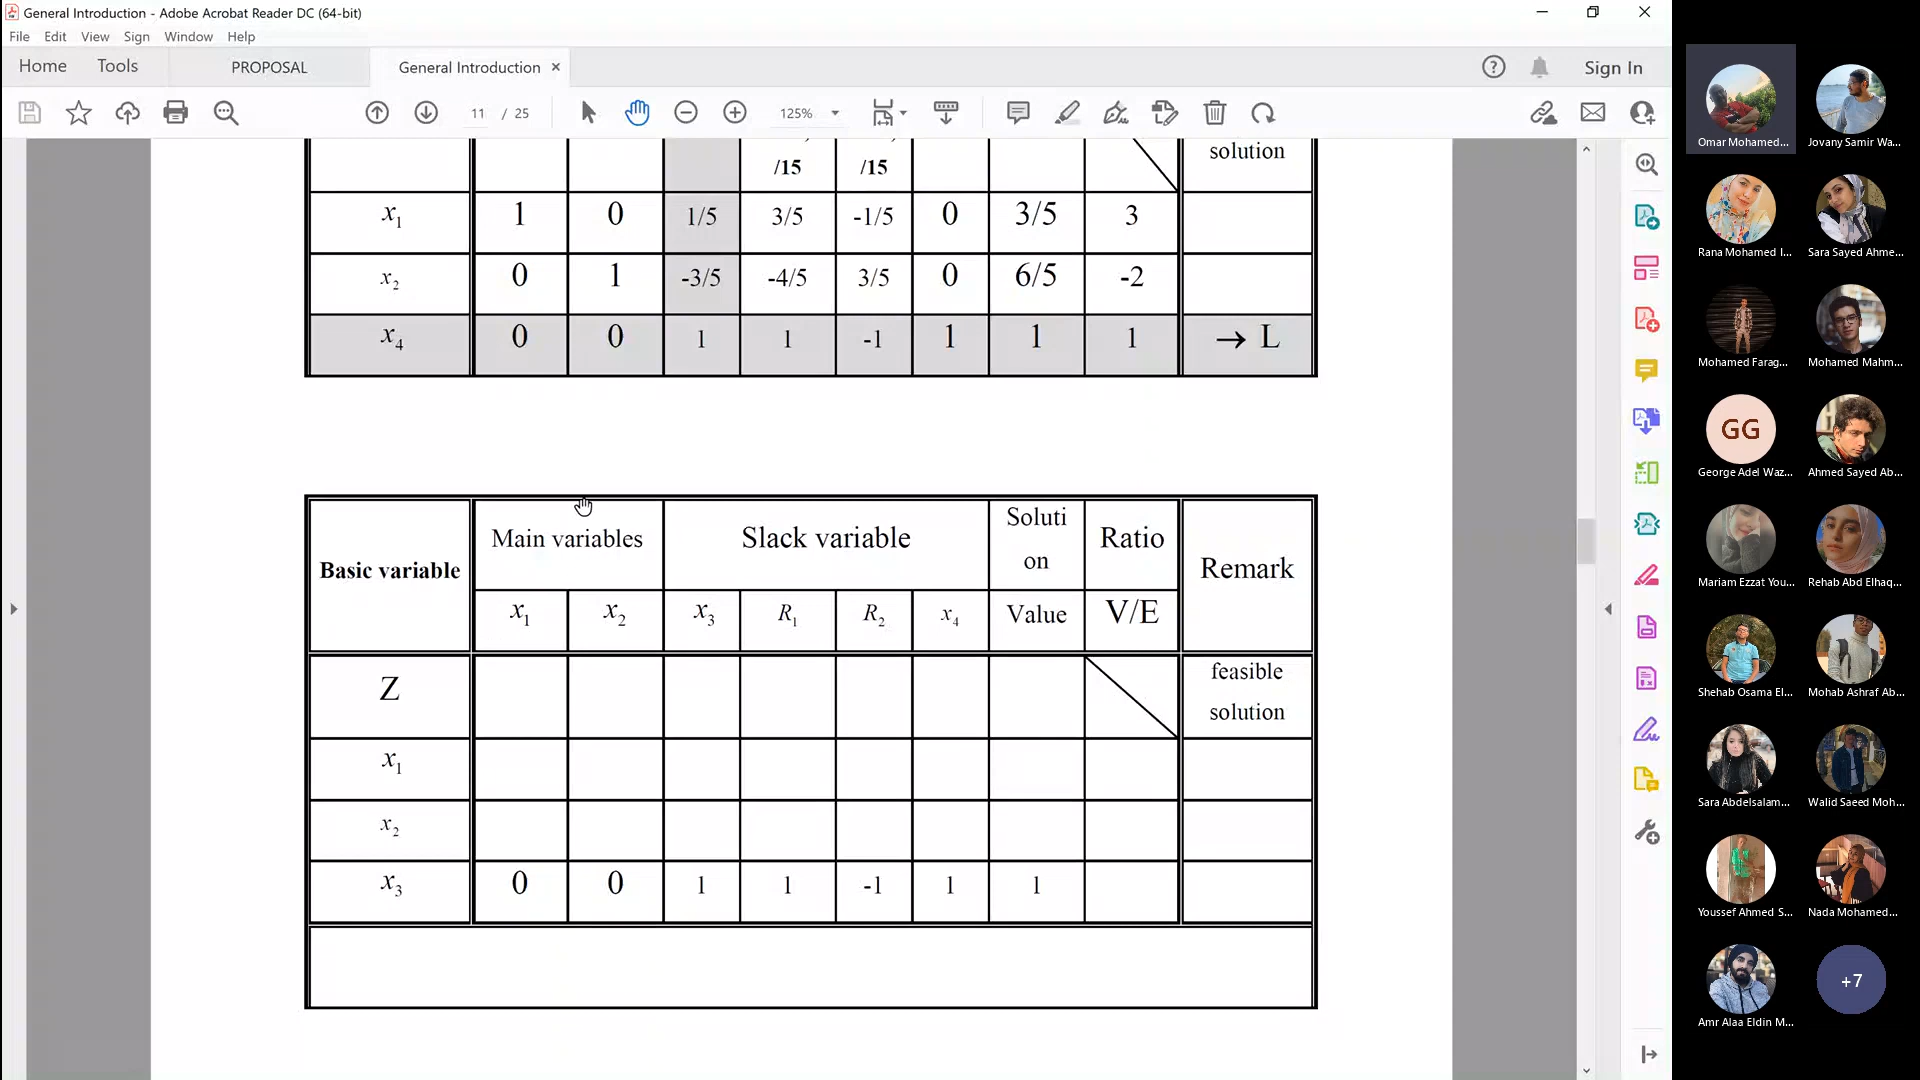 General Introduction - Adobe Acrobat Reader DC (64-bit)
File Edit View Sign Window Help
Home Tools PROPOSAL General Introduction × Sign In
11 / 25 125%
/15 /15 solution
x1 1 0 1/5 3/5 -1/5 0 3/5 3
x2 0 1 -3/5 -4/5 3/5 0 6/5 -2
x4 0 0 1 1 -1 1 1 1 → L
Basic variable Main variables Slack variable Soluti on Ratio Remark
x1 x2 x3 R1 R2 x4 Value V/E
Z feasible
solution
x1
x2
x3 0 0 1 1 -1 1 1
Omar Mohamed... Jovany Samir Wa...
Rana Mohamed I... Sara Sayed Ahme...
Mohamed Farag... Mohamed Mahm...
GG
George Adel Waz... Ahmed Sayed Ab...
Mariam Ezzat You... Rehab Abd Elhaq...
Shehab Osama El... Mohab Ashraf Ab...
Sara Abdelsalam... Walid Saeed Moh...
Youssef Ahmed S... Nada Mohamed...
+7
Amr Alaa Eldin M...